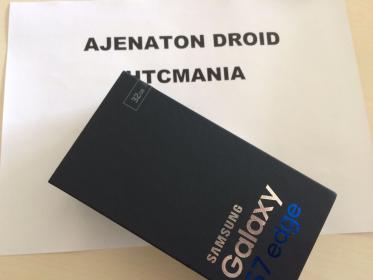 AJENATON DROID
HTCMANIA
32GB
SAMSUNG
Galaxy
S7 edge